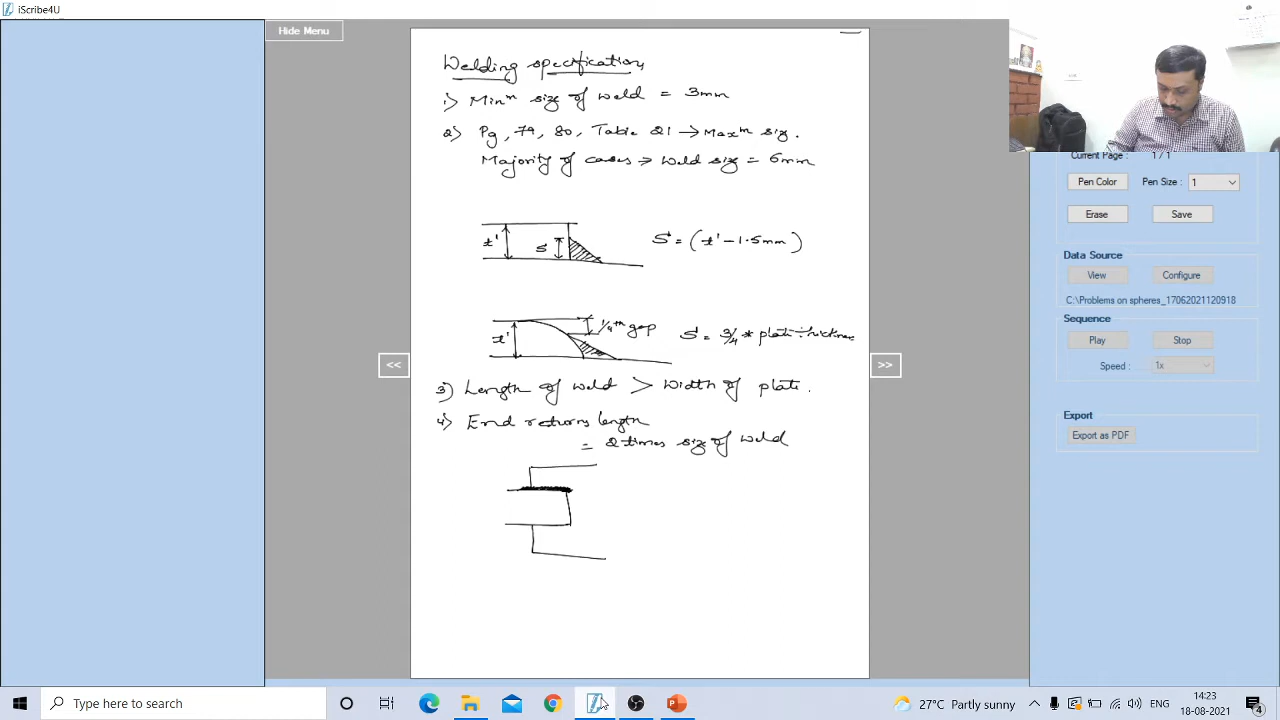 iScribe4U
Hide Menu
Welding specifications
1) Minm size of weld = 3mm
2) Pg, 79, 80, Table 21 → Maxm size.
Majority of cases → weld size = 6mm
t' S S = (t' - 1.5mm)
t' 1/4th gap S = 3/4 * plate thickness
3) Length of weld > width of plate.
4) End returns length
= 2 times size of weld
<<
>>
Current Page : 1 / 1
Pen Color Pen Size : 1
Erase Save
Data Source
View Configure
C:\Problems on spheres_17062021120918
Sequence
Play Stop
Speed : 1x
Export
Export as PDF
Type here to search
27°C Partly sunny
14:23
18-08-2021
4